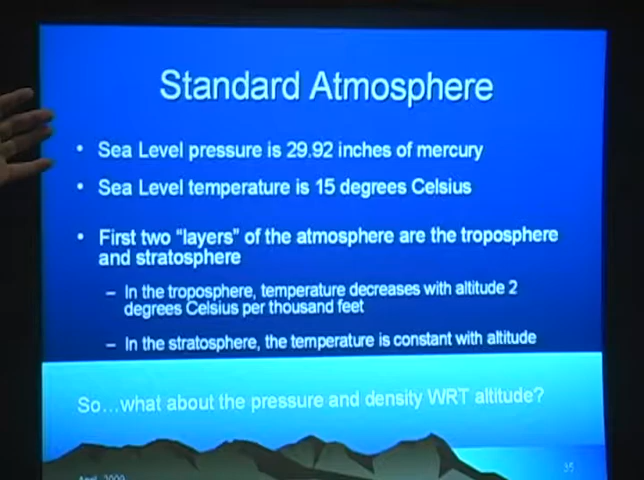 Standard Atmosphere
• Sea Level pressure is 29.92 inches of mercury
• Sea Level temperature is 15 degrees Celsius
• First two "layers" of the atmosphere are the troposphere
and stratosphere
– In the troposphere, temperature decreases with altitude 2
degrees Celsius per thousand feet
– In the stratosphere, the temperature is constant with altitude
So...what about the pressure and density WRT altitude?
35
April, 2009